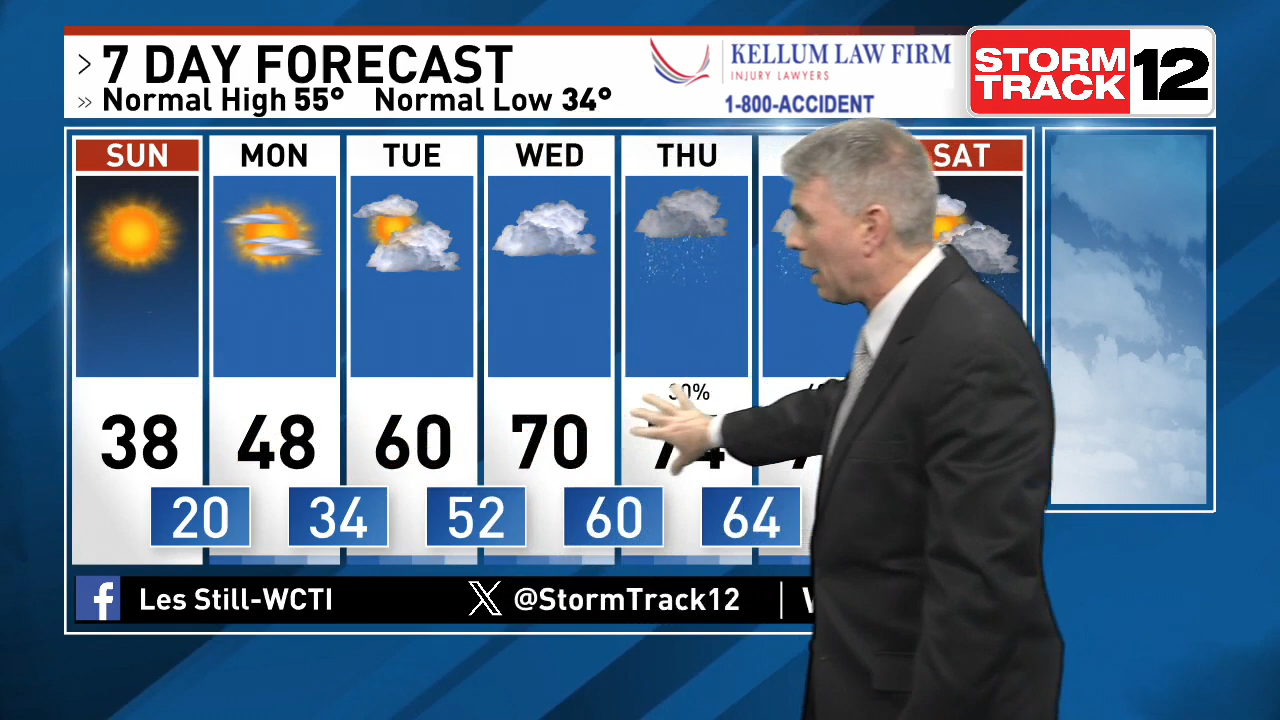 > 7 DAY FORECAST
» Normal High 55° Normal Low 34°
KELLUM LAW FIRM
INJURY LAWYERS
1-800-ACCIDENT
STORM
TRACK 12
SUN MON TUE WED THU SAT
38 48 60 70
20 34 52 60 64
f Les Still-WCTI X @StormTrack12 |